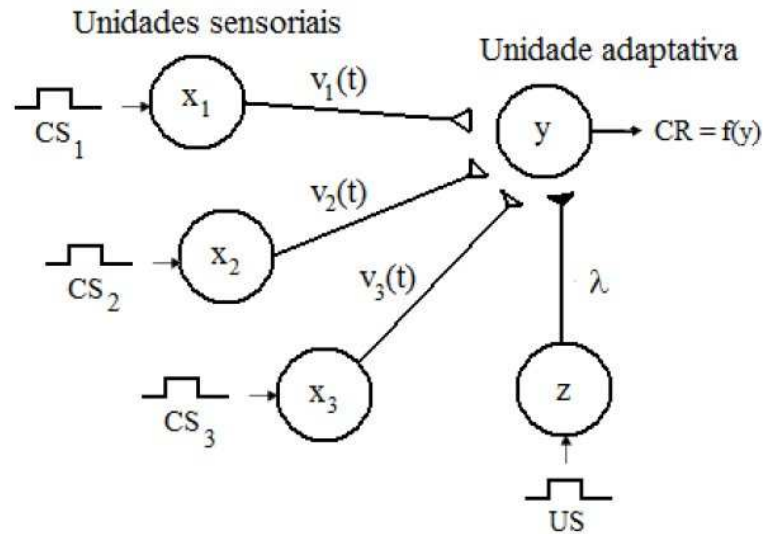 Unidades sensoriais
Unidade adaptativa
x₁
v₁(t)
CS₁
y
CR = f(y)
v₂(t)
x₂
CS₂
v₃(t)
λ
x₃
CS₃
z
US